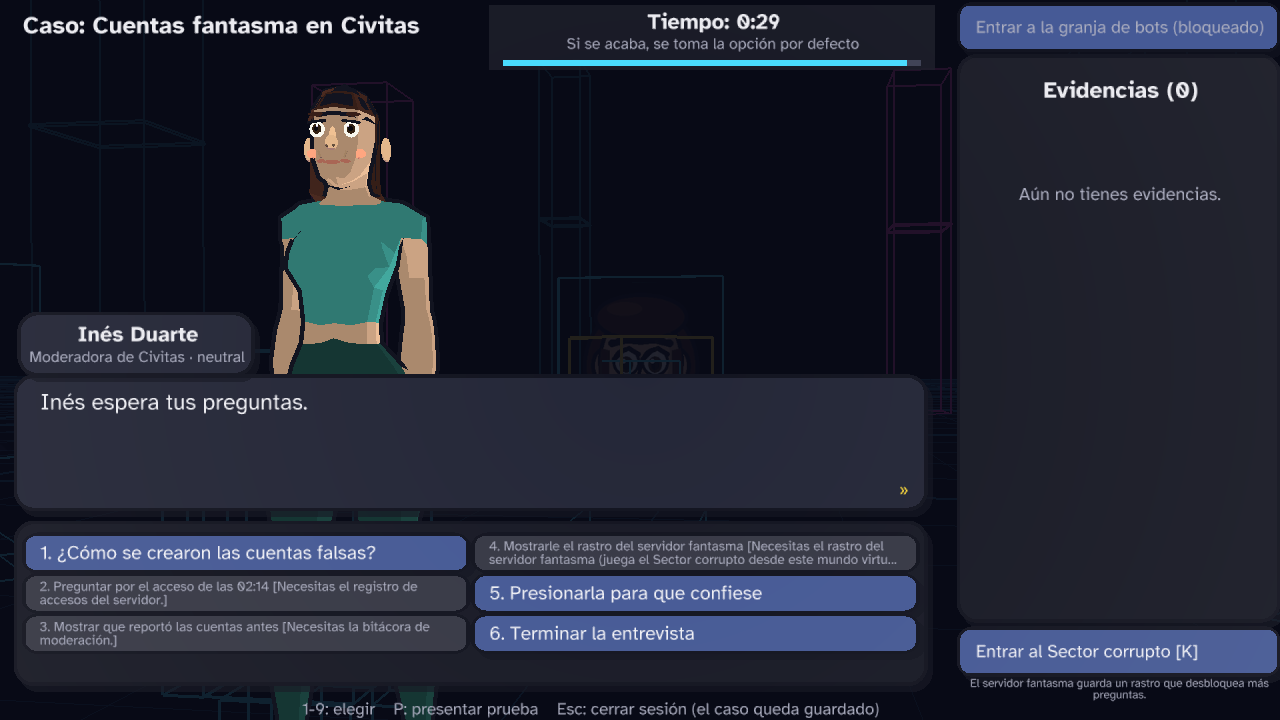 Caso: Cuentas fantasma en Civitas
Tiempo: 0:29
Si se acaba, se toma la opción por defecto
Entrar a la granja de bots (bloqueado)
Evidencias (0)
Aún no tienes evidencias.
Inés Duarte
Moderadora de Civitas · neutral
Inés espera tus preguntas.
»
1. ¿Cómo se crearon las cuentas falsas?
2. Preguntar por el acceso de las 02:14 [Necesitas el registro de
accesos del servidor.]
3. Mostrar que reportó las cuentas antes [Necesitas la bitácora de
moderación.]
4. Mostrarle el rastro del servidor fantasma [Necesitas el rastro del
servidor fantasma (juega el Sector corrupto desde este mundo virtu...
5. Presionarla para que confiese
6. Terminar la entrevista
Entrar al Sector corrupto [K]
El servidor fantasma guarda un rastro que desbloquea más
preguntas.
1-9: elegir P: presentar prueba Esc: cerrar sesión (el caso queda guardado)